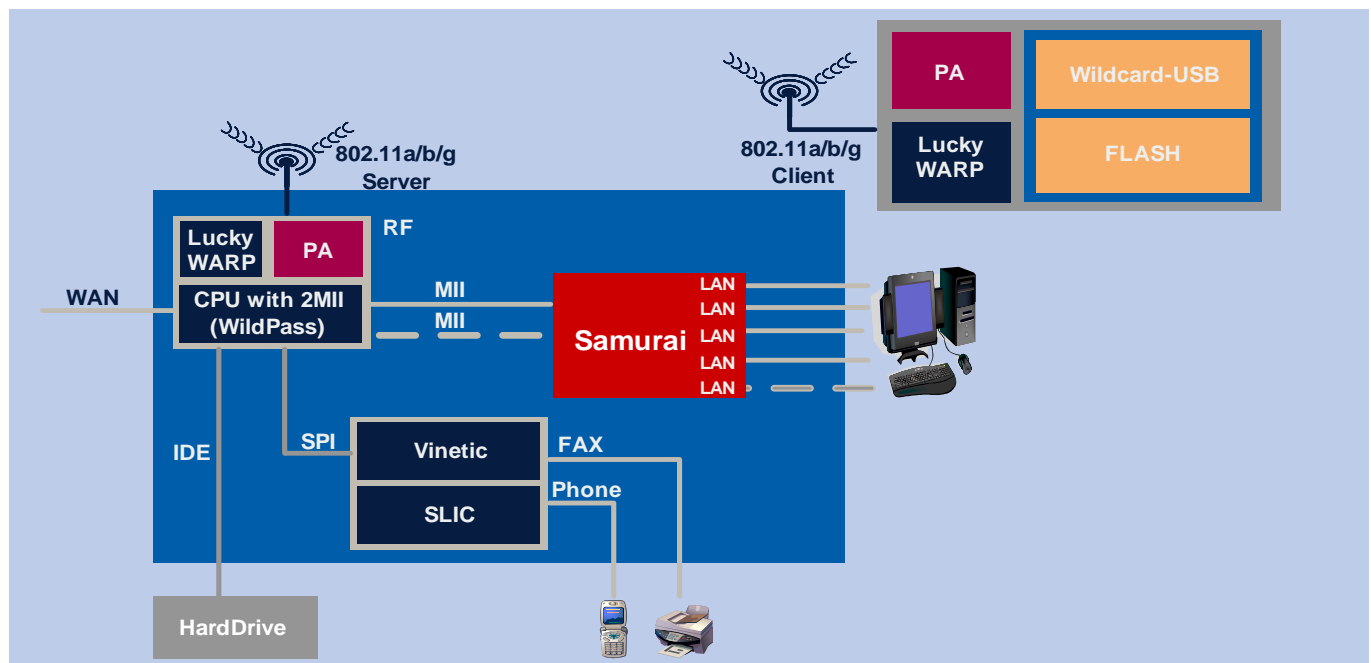 PA
Wildcard-USB
Lucky
WARP
FLASH
802.11a/b/g
Client
802.11a/b/g
Server
RF
Lucky
WARP
PA
WAN
CPU with 2MII
(WildPass)
MII
MII
Samurai
LAN
LAN
LAN
LAN
LAN
IDE
SPI
Vinetic
SLIC
FAX
Phone
HardDrive